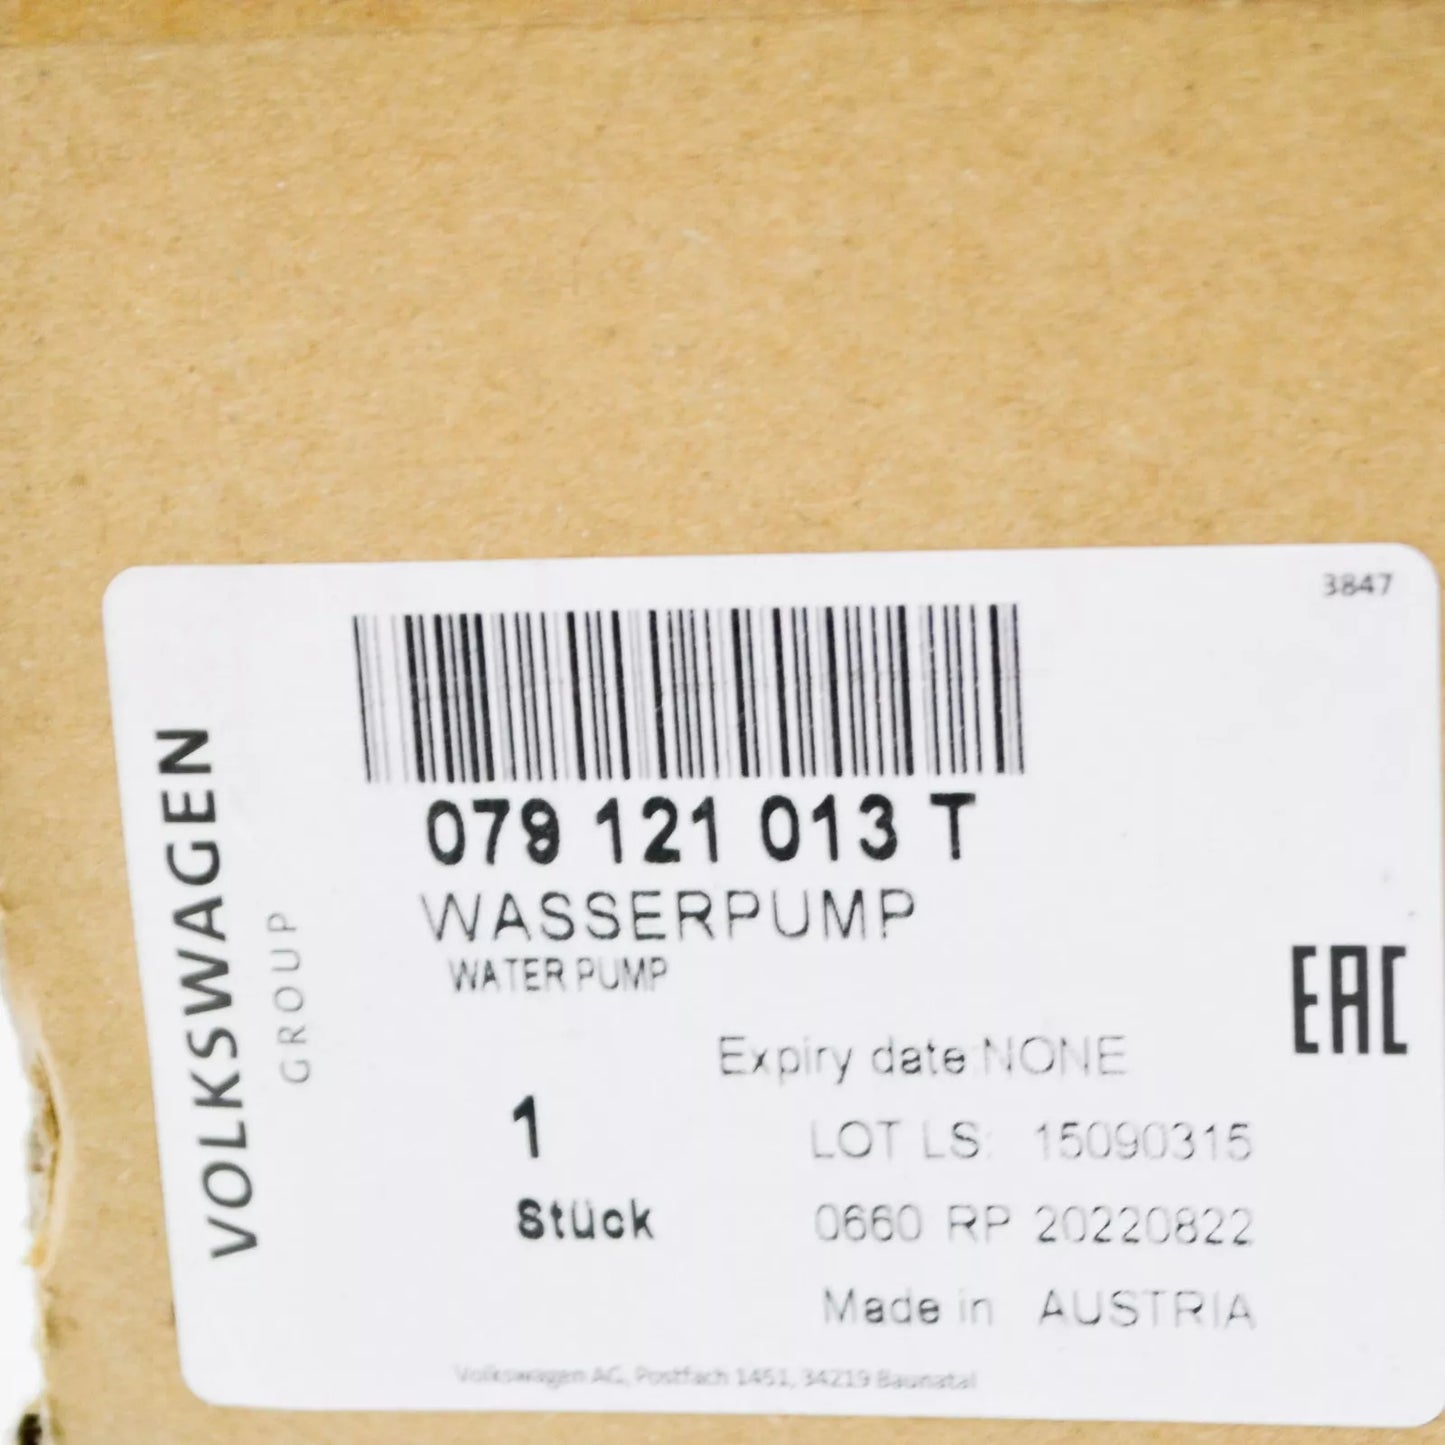 3847
VOLKSWAGEN
GROUP
079 121 013 T
WASSERPUMP
WATER PUMP
EAC
Expiry date:NONE
1
LOT LS: 15090315
Stück
0660 RP 20220822
Made in AUSTRIA
Volkswagen AG, Postfach 1451, 34219 Baunatal